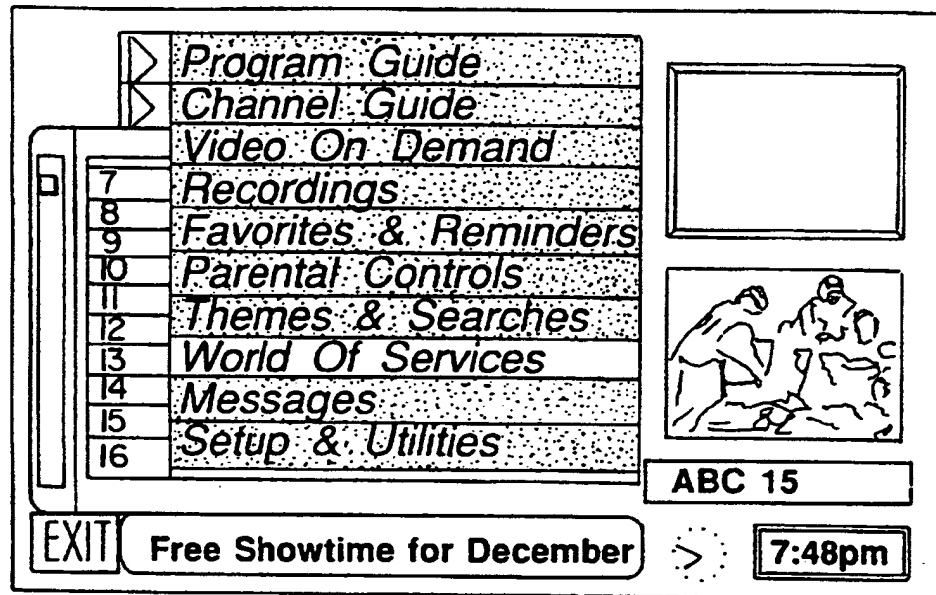 Program Guide
Channel Guide
Video On Demand
7 Recordings
8
9 Favorites & Reminders
10 Parental Controls
11
12 Themes & Searches
13 World Of Services
14 Messages
15
16 Setup & Utilities
ABC 15
EXIT Free Showtime for December
7:48pm